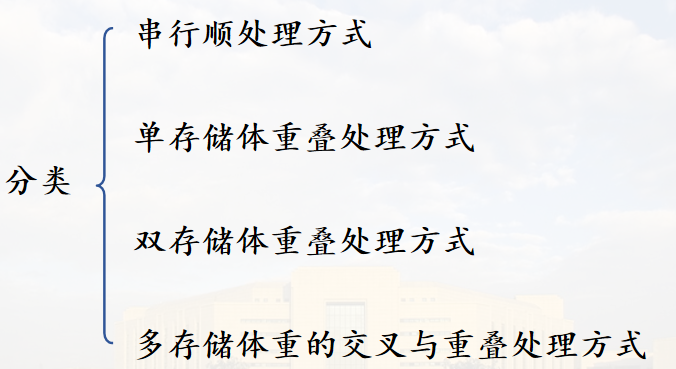 串行顺处理方式
单存储体重叠处理方式
分类
双存储体重叠处理方式
多存储体重的交叉与重叠处理方式